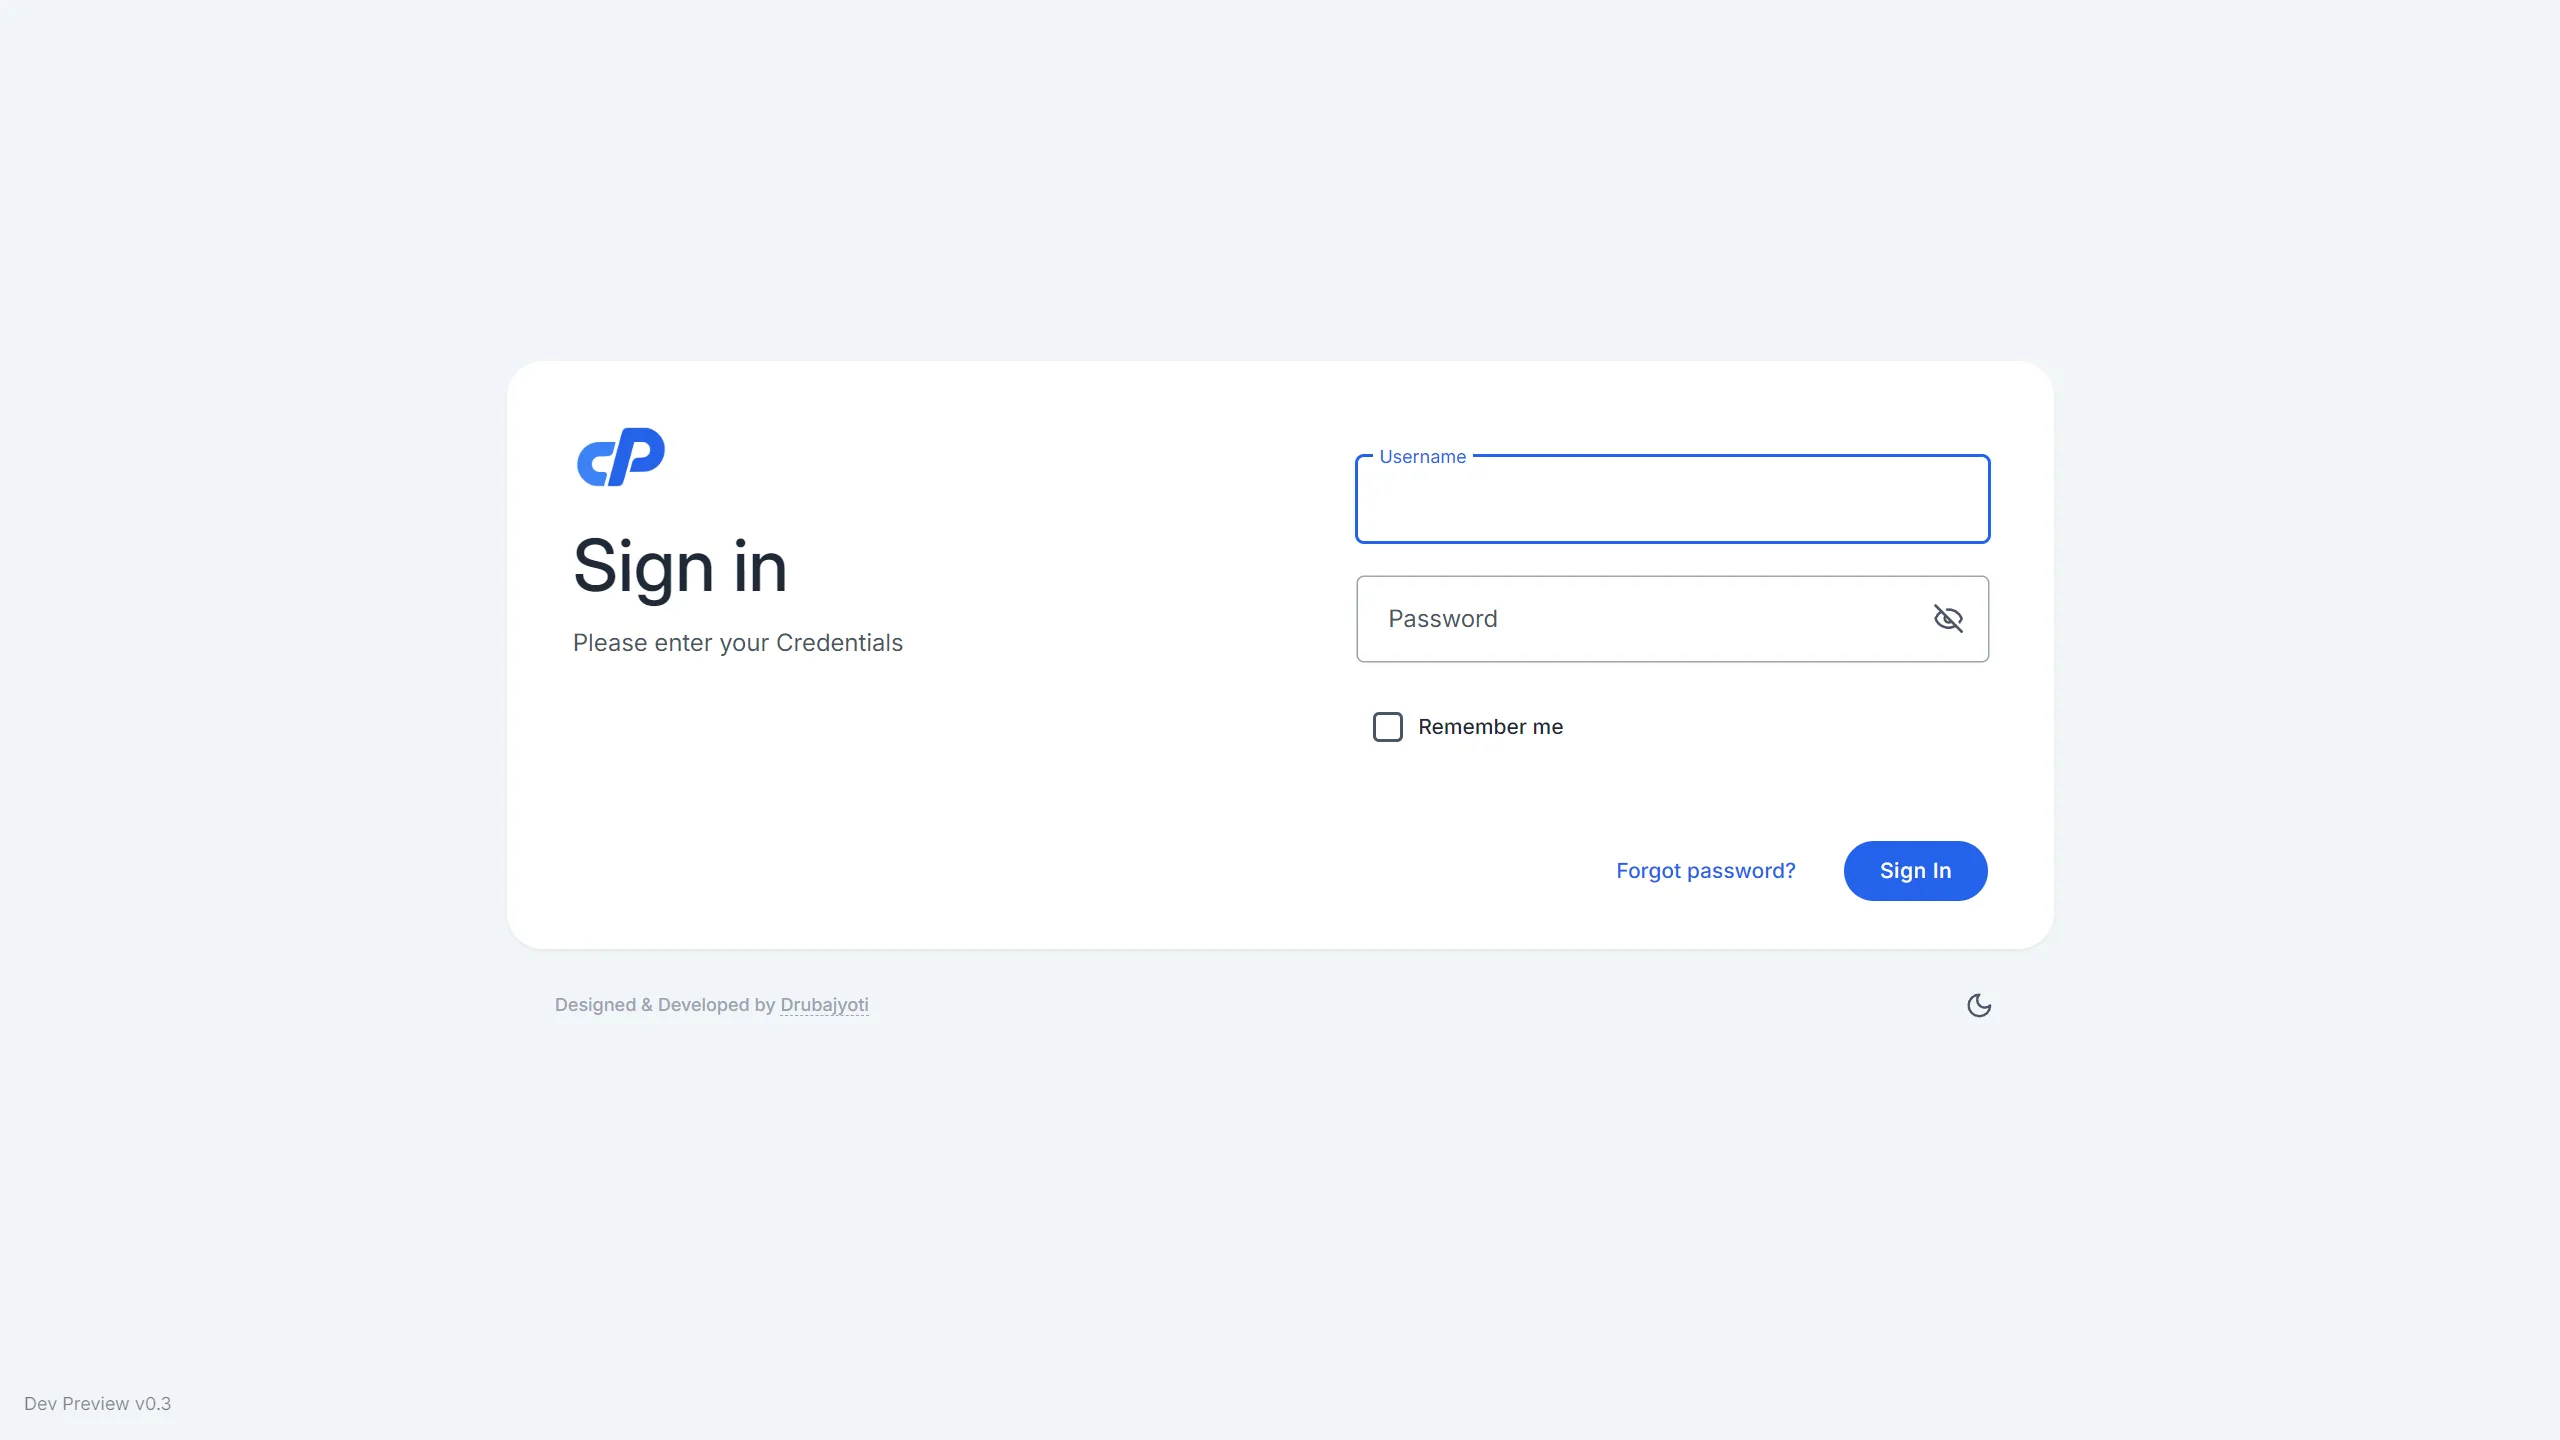 CP
Sign in
Please enter your Credentials
Username
Password
Remember me
Forgot password?
Sign In
Designed & Developed by Drubajyoti
Dev Preview v0.3